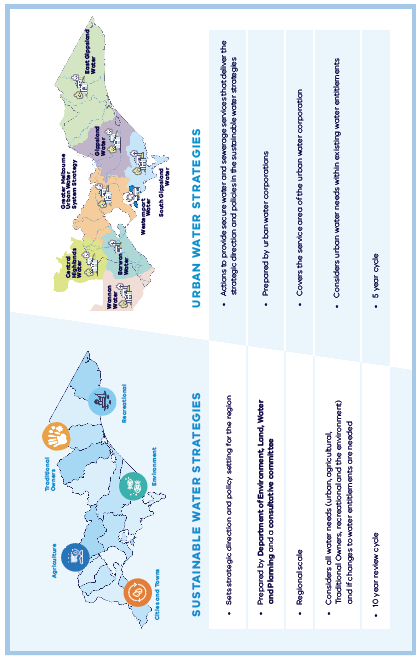 Agriculture
Traditional
Owners
Recreational
Environment
Cities and Towns
SUSTAINABLE WATER STRATEGIES
• Sets strategic direction and policy setting for the region
• Prepared by Department of Environment, Land, Water
and Planning and a consultative committee
• Regional scale
• Considers all water needs (urban, agricultural,
Traditional Owners, recreational and the environment)
and if changes to water entitlements are needed
• 10 year review cycle
Wannon
Water
Central
Highlands
Water
Barwon
Water
Greater Melbourne
Urban Water
System Strategy
Westernport
Water
South Gippsland
Water
Gippsland
Water
East Gippsland
Water
URBAN WATER STRATEGIES
• Actions to provide secure water and sewerage services that deliver the
strategic direction and policies in the sustainable water strategies
• Prepared by urban water corporations
• Covers the service area of the urban water corporation
• Considers urban water needs within existing water entitlements
• 5 year cycle